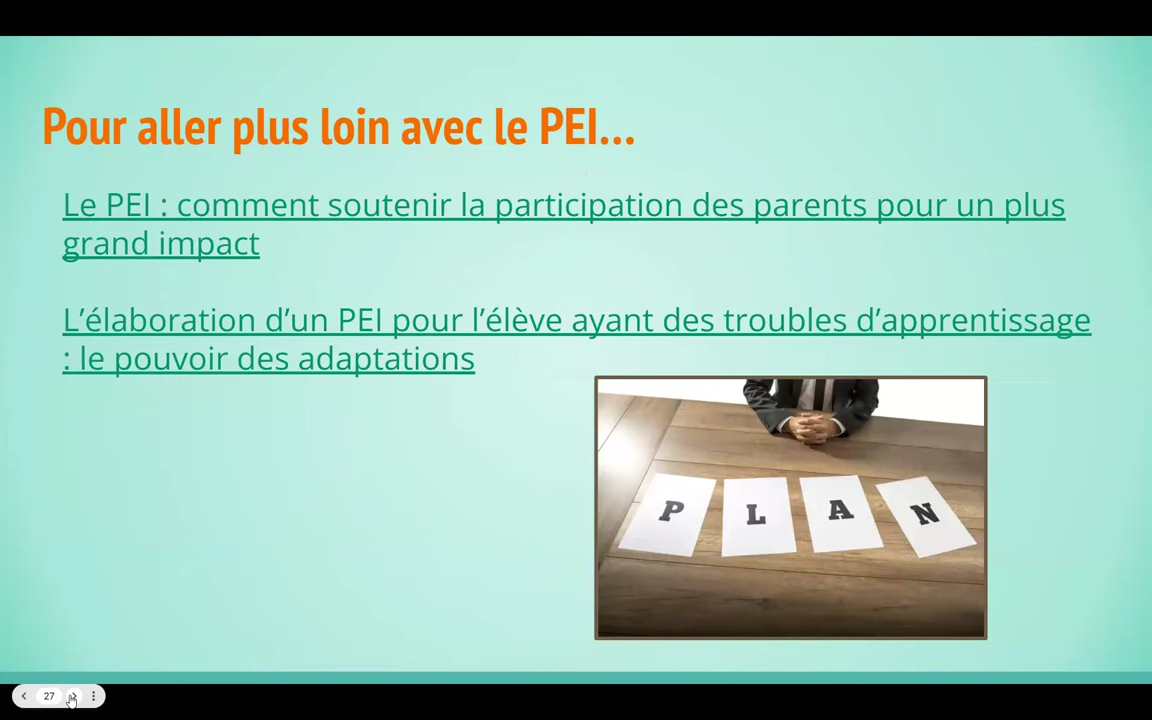 Pour aller plus loin avec le PEI...
Le PEI : comment soutenir la participation des parents pour un plus
grand impact
L'élaboration d'un PEI pour l'élève ayant des troubles d'apprentissage
: le pouvoir des adaptations
P L A N
27